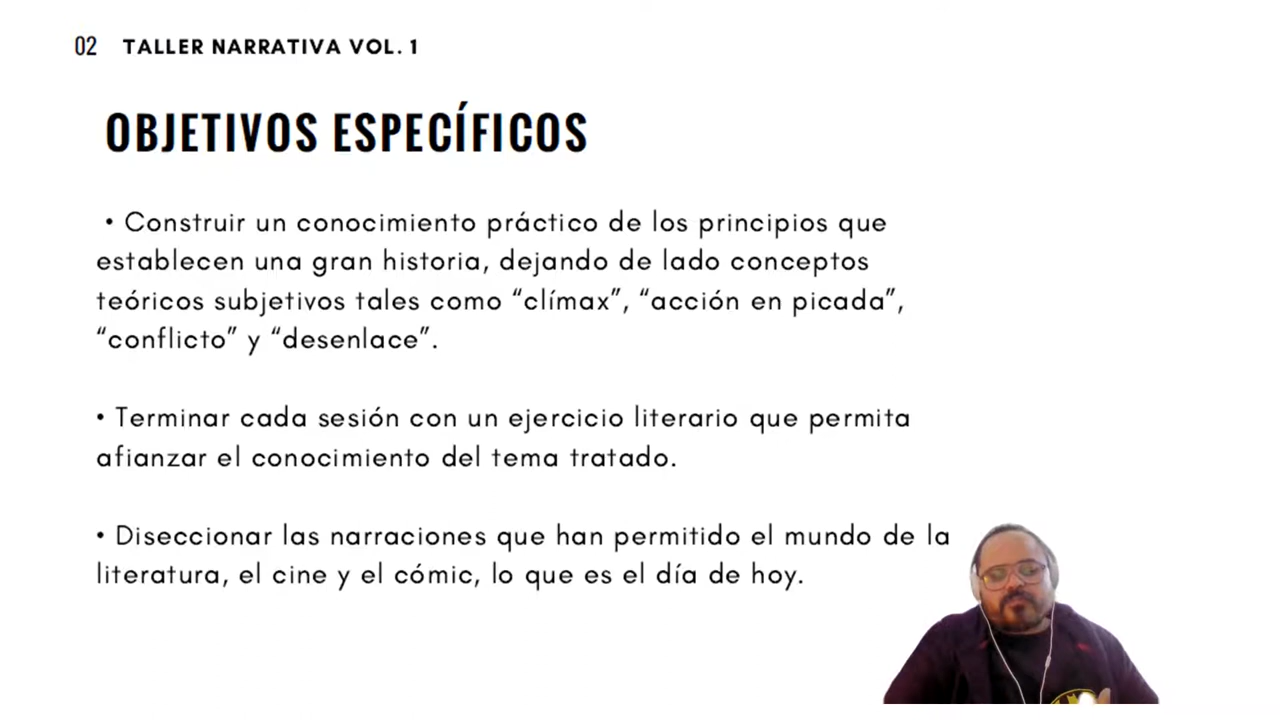 02 TALLER NARRATIVA VOL. 1
OBJETIVOS ESPECÍFICOS
• Construir un conocimiento práctico de los principios que
establecen una gran historia, dejando de lado conceptos
teóricos subjetivos tales como “clímax”, “acción en picada”,
“conflicto” y “desenlace”.
• Terminar cada sesión con un ejercicio literario que permita
afianzar el conocimiento del tema tratado.
• Diseccionar las narraciones que han permitido el mundo de la
literatura, el cine y el cómic, lo que es el día de hoy.